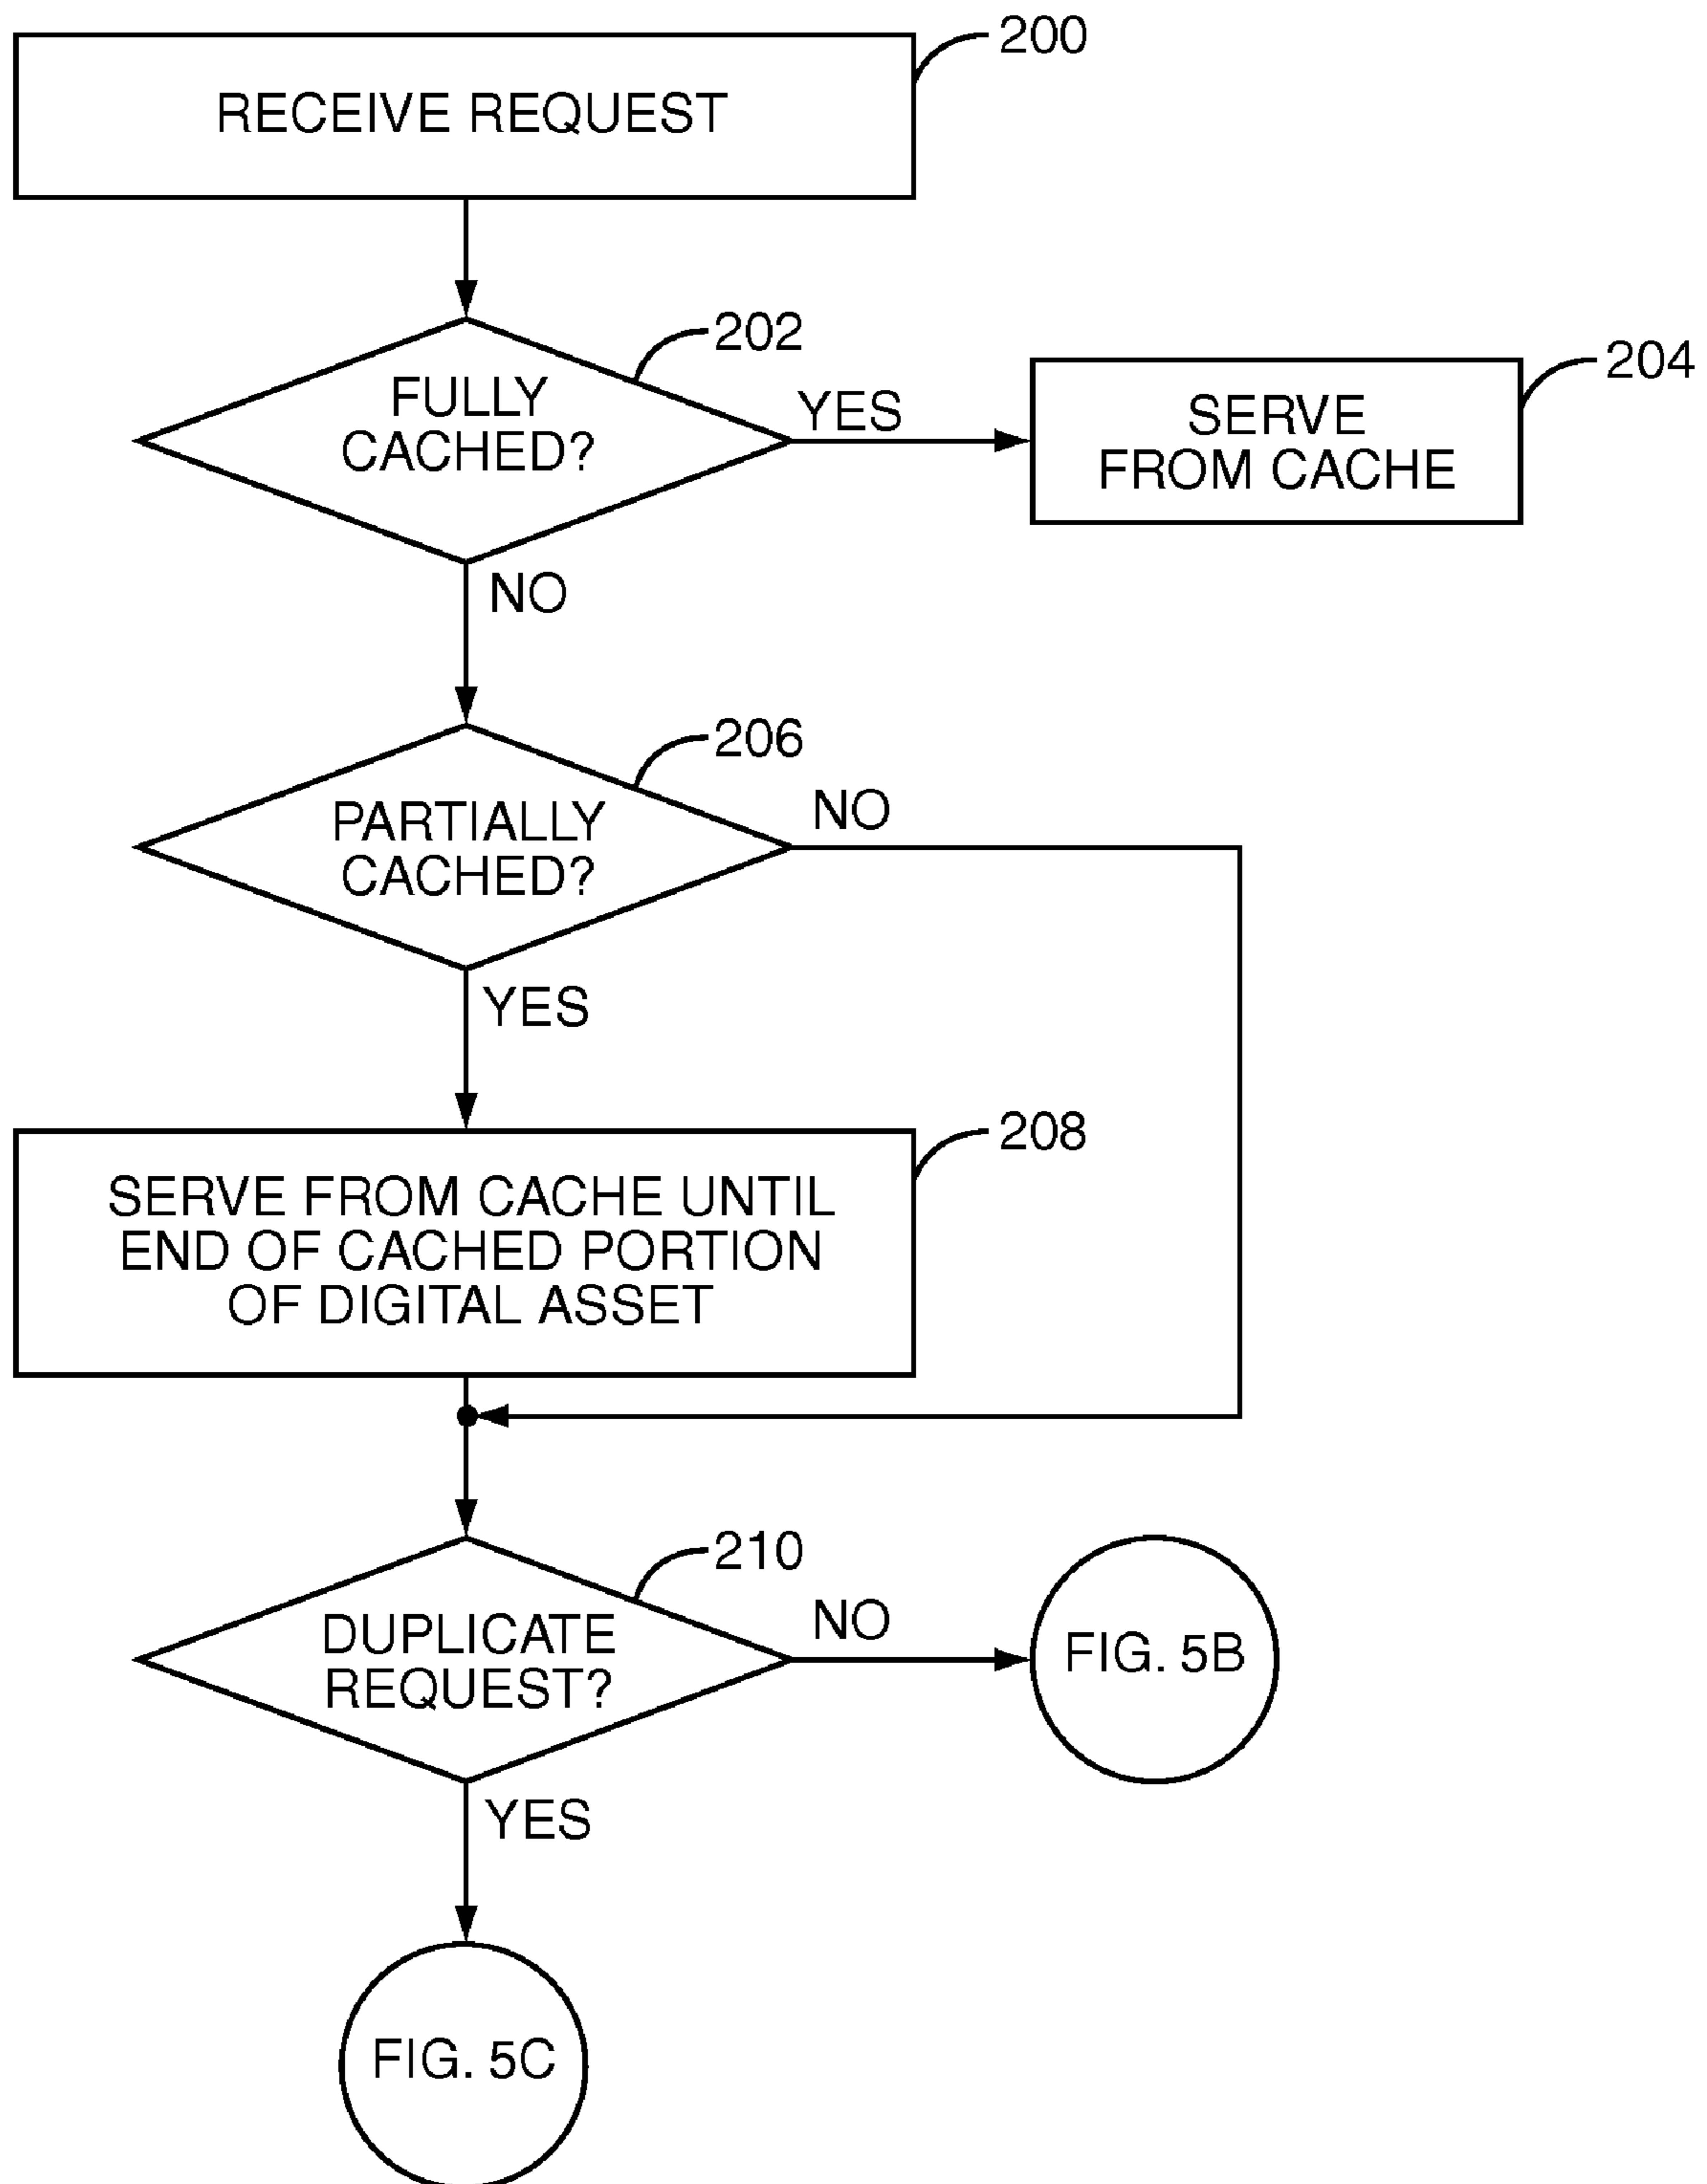 200
RECEIVE REQUEST
202
FULLY
CACHED?
YES
204
SERVE
FROM CACHE
NO
206
PARTIALLY
CACHED?
NO
YES
208
SERVE FROM CACHE UNTIL
END OF CACHED PORTION
OF DIGITAL ASSET
210
DUPLICATE
REQUEST?
NO
FIG. 5B
YES
FIG. 5C